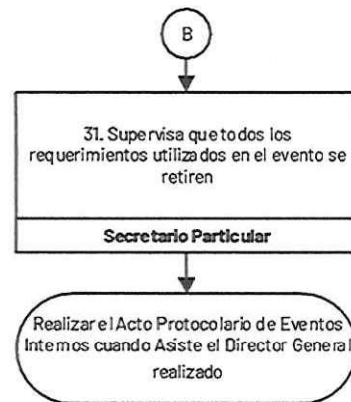 B
31. Supervisa que todos los
requerimientos utilizados en el evento se
retiren
Secretario Particular
Realizar el Acto Protocolario de Eventos
Internos cuando Asiste el Director General
realizado